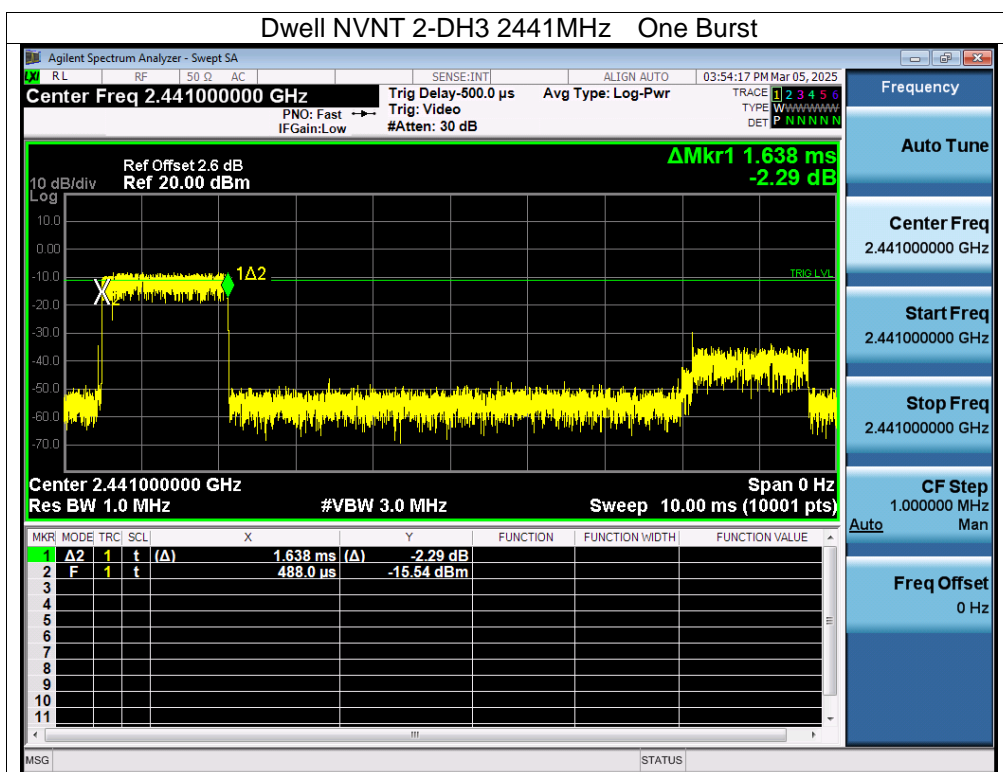 Dwell NVNT 2-DH3 2441MHz One Burst
Agilent Spectrum Analyzer - Swept SA
LXI RL RF 50 Ω AC SENSE:INT ALIGN AUTO 03:54:17 PM Mar 05, 2025
Center Freq 2.441000000 GHz
PNO: Fast
IFGain:Low
Trig Delay-500.0 µs
Trig: Video
#Atten: 30 dB
Avg Type: Log-Pwr
TRACE 1 2 3 4 5 6
TYPE WWWWWW
DET P N N N N N
Frequency
Auto Tune
Center Freq
2.441000000 GHz
Start Freq
2.441000000 GHz
Stop Freq
2.441000000 GHz
CF Step
1.000000 MHz
Auto Man
Freq Offset
0 Hz
ΔMkr1 1.638 ms
-2.29 dB
Ref Offset 2.6 dB
10 dB/div Ref 20.00 dBm
Log
10.0
0.00
-10.0
-20.0
-30.0
-40.0
-50.0
-60.0
-70.0
1Δ2
2
TRIG LVL
Center 2.441000000 GHz Span 0 Hz
Res BW 1.0 MHz #VBW 3.0 MHz Sweep 10.00 ms (10001 pts)
MKR MODE TRC SCL X Y FUNCTION FUNCTION WIDTH FUNCTION VALUE
1 Δ2 1 t (Δ) 1.638 ms (Δ) -2.29 dB
2 F 1 t 488.0 µs -15.54 dBm
3
4
5
6
7
8
9
10
11
MSG STATUS